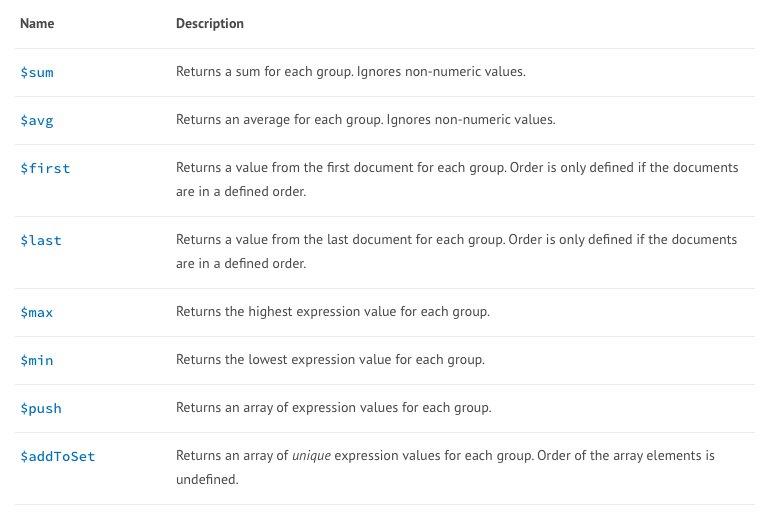 Name Description
$sum Returns a sum for each group. Ignores non-numeric values.
$avg Returns an average for each group. Ignores non-numeric values.
$first Returns a value from the first document for each group. Order is only defined if the documents
are in a defined order.
$last Returns a value from the last document for each group. Order is only defined if the documents
are in a defined order.
$max Returns the highest expression value for each group.
$min Returns the lowest expression value for each group.
$push Returns an array of expression values for each group.
$addToSet Returns an array of unique expression values for each group. Order of the array elements is
undefined.